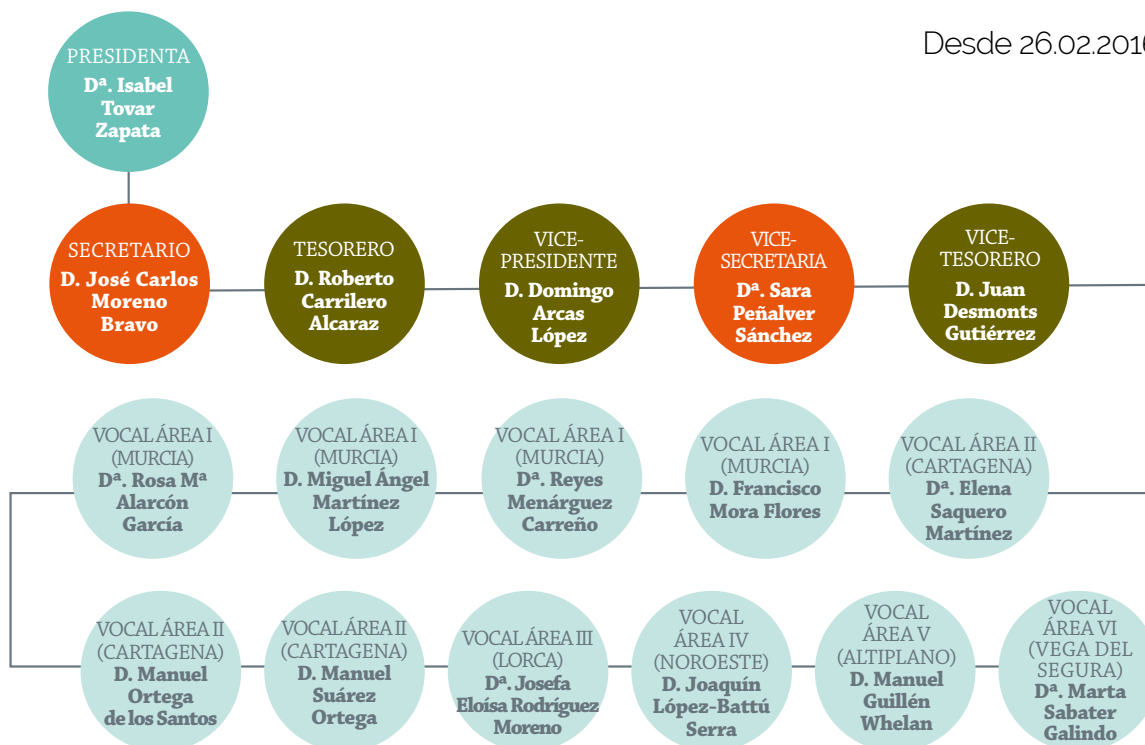 Desde 26.02.2016
PRESIDENTA
Dª. Isabel
Tovar
Zapata
SECRETARIO
D. José Carlos
Moreno
Bravo
TESORERO
D. Roberto
Carrilero
Alcaraz
VICE-
PRESIDENTE
D. Domingo
Arcas
López
VICE-
SECRETARIA
Dª. Sara
Peñalver
Sánchez
VICE-
TESORERO
D. Juan
Desmonts
Gutiérrez
VOCAL ÁREA I
(MURCIA)
Dª. Rosa Mª
Alarcón
García
VOCAL ÁREA I
(MURCIA)
D. Miguel Ángel
Martínez
López
VOCAL ÁREA I
(MURCIA)
Dª. Reyes
Menárguez
Carreño
VOCAL ÁREA I
(MURCIA)
D. Francisco
Mora Flores
VOCAL ÁREA II
(CARTAGENA)
Dª. Elena
Saquero
Martínez
VOCAL ÁREA II
(CARTAGENA)
D. Manuel
Ortega
de los Santos
VOCAL ÁREA II
(CARTAGENA)
D. Manuel
Suárez
Ortega
VOCAL ÁREA III
(LORCA)
Dª. Josefa
Eloísa Rodríguez
Moreno
VOCAL
ÁREA IV
(NOROESTE)
D. Joaquín
López-Battú
Serra
VOCAL
ÁREA V
(ALTIPLANO)
D. Manuel
Guillén
Whelan
VOCAL
ÁREA VI
(VEGA DEL
SEGURA)
Dª. Marta
Sabater
Galindo